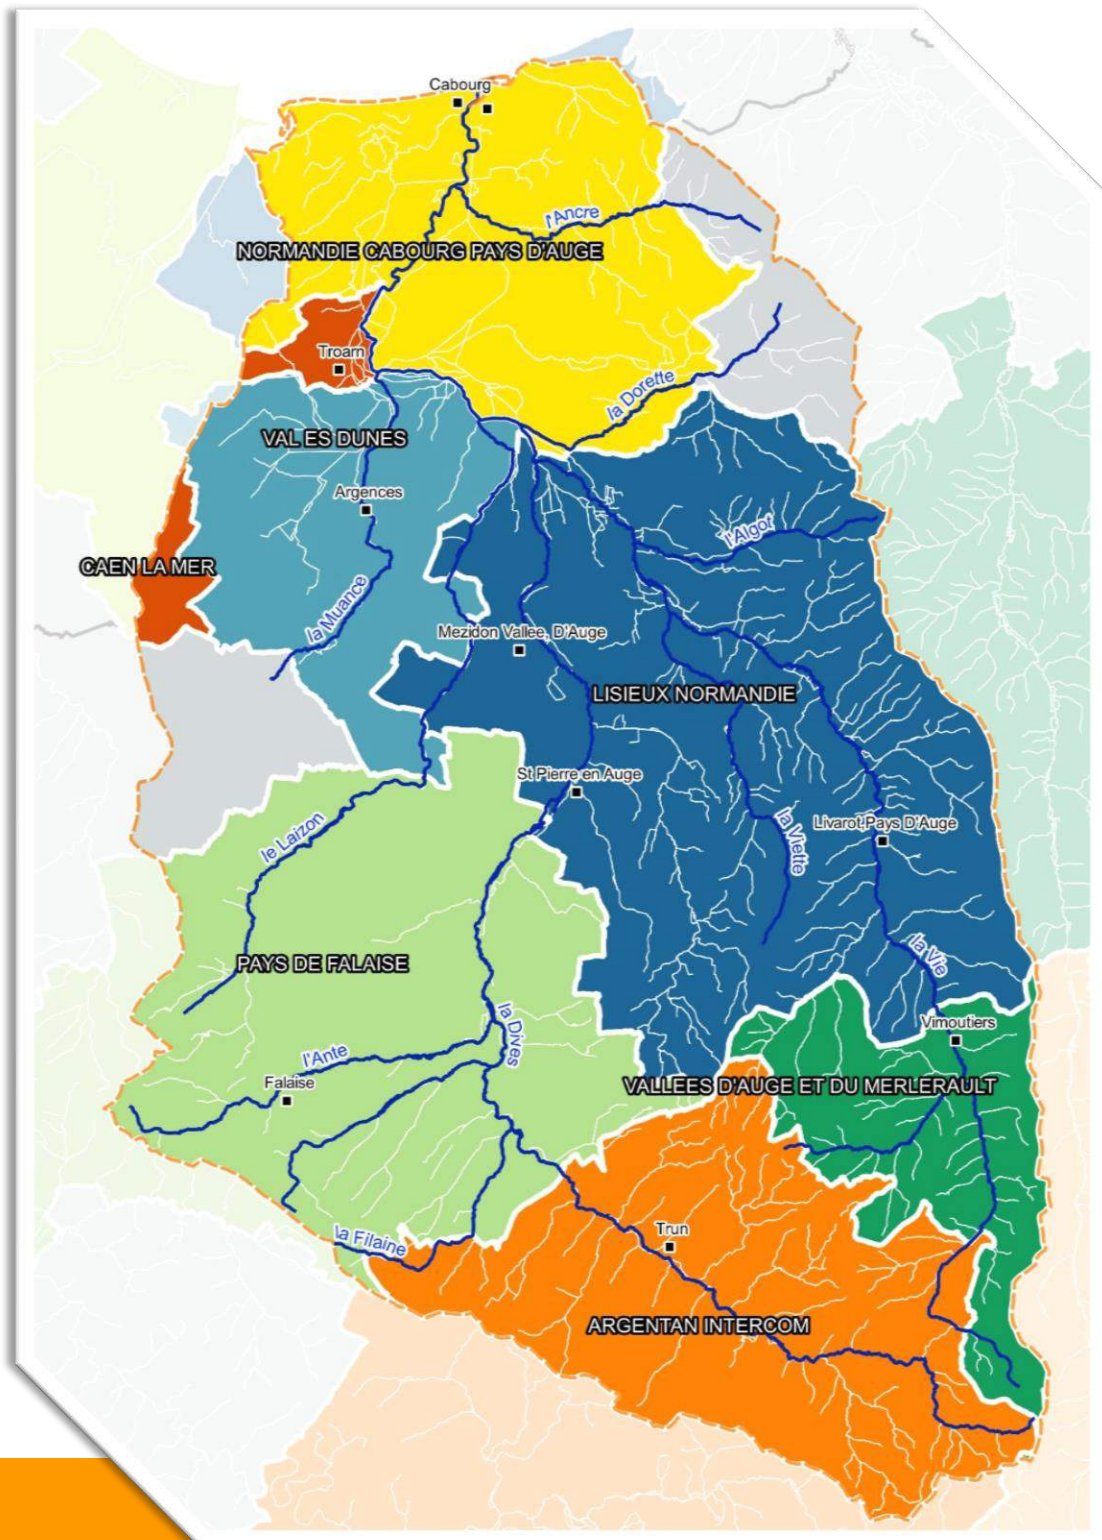 Cabourg
l'Ancre
NORMANDIE CABOURG PAYS D'AUGE
Troarn
la Dorette
VAL ES DUNES
Argences
l'Algot
CAEN LA MER
la Muance
Mezidon Vallee, D'Auge
LISIEUX NORMANDIE
St Pierre en Auge
le Laizon
la Viette
Livarot,Pays D'Auge
la Vie
PAYS DE FALAISE
la Dives
Vimoutiers
l'Ante
Falaise
VALLEES D'AUGE ET DU MERLERAULT
la Filaine
Trun
ARGENTAN INTERCOM